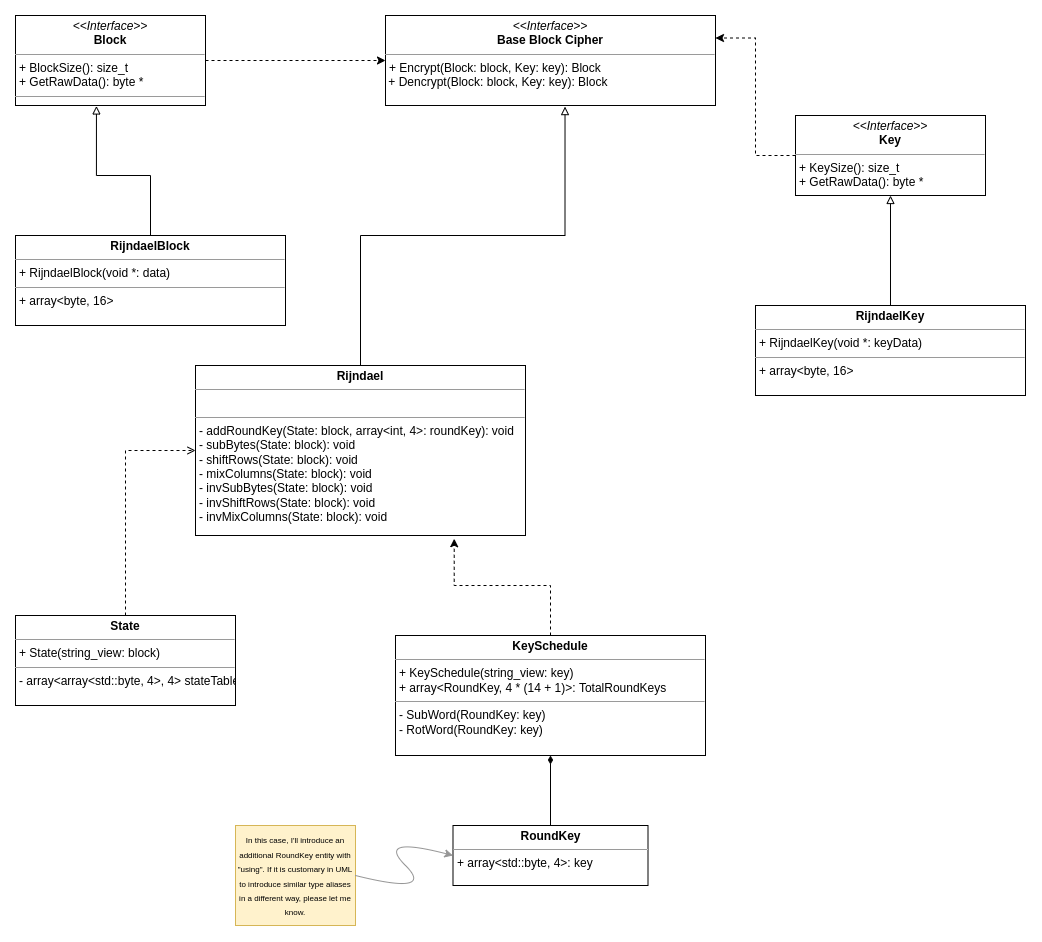 <<Interface>>
Block
+ BlockSize(): size_t
+ GetRawData(): byte *
<<Interface>>
Base Block Cipher
+ Encrypt(Block: block, Key: key): Block
+ Dencrypt(Block: block, Key: key): Block
<<Interface>>
Key
+ KeySize(): size_t
+ GetRawData(): byte *
RijndaelBlock
+ RijndaelBlock(void *: data)
+ array<byte, 16>
RijndaelKey
+ RijndaelKey(void *: keyData)
+ array<byte, 16>
Rijndael
- addRoundKey(State: block, array<int, 4>: roundKey): void
- subBytes(State: block): void
- shiftRows(State: block): void
- mixColumns(State: block): void
- invSubBytes(State: block): void
- invShiftRows(State: block): void
- invMixColumns(State: block): void
State
+ State(string_view: block)
- array<array<std::byte, 4>, 4> stateTable
KeySchedule
+ KeySchedule(string_view: key)
+ array<RoundKey, 4 * (14 + 1)>: TotalRoundKeys
- SubWord(RoundKey: key)
- RotWord(RoundKey: key)
RoundKey
+ array<std::byte, 4>: key
In this case, I'll introduce an
additional RoundKey entity with
"using". If it is customary in UML
to introduce similar type aliases
in a different way, please let me
know.